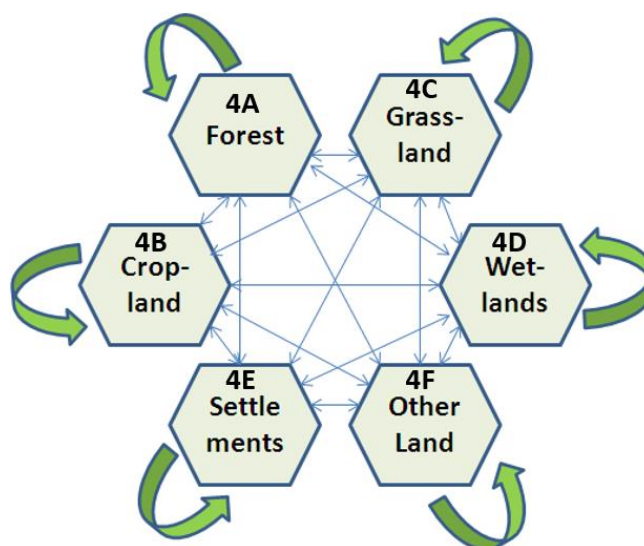 4A
Forest
4C
Grass-
land
4B
Crop-
land
4D
Wet-
lands
4E
Settle
ments
4F
Other
Land